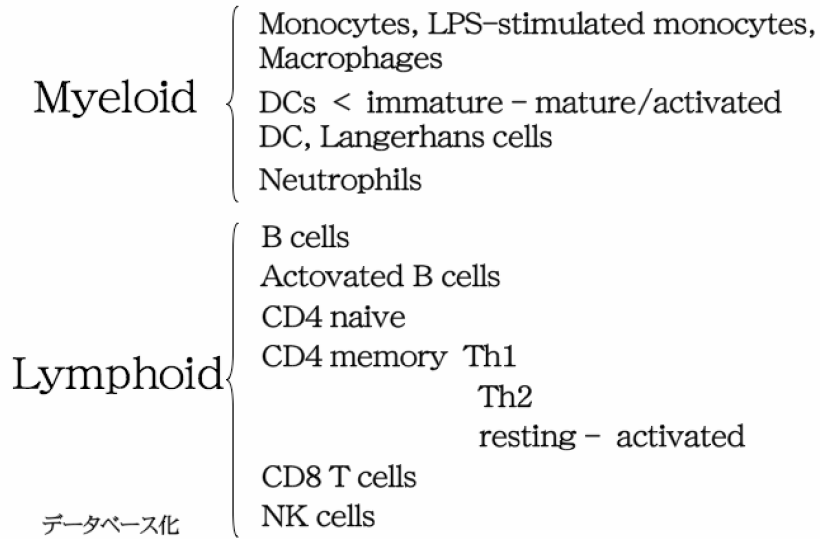 Myeloid
Monocytes, LPS-stimulated monocytes,
Macrophages
DCs < immature - mature/activated
DC, Langerhans cells
Neutrophils
Lymphoid
B cells
Actovated B cells
CD4 naive
CD4 memory Th1
Th2
resting - activated
CD8 T cells
NK cells
データベース化